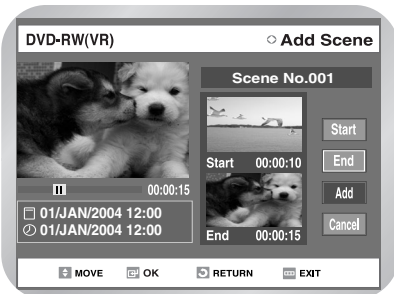 DVD-RW(VR)
Add Scene
Scene No.001
Start 00:00:10
End 00:00:15
Start
End
Add
Cancel
00:00:15
01/JAN/2004 12:00
01/JAN/2004 12:00
MOVE OK RETURN EXIT